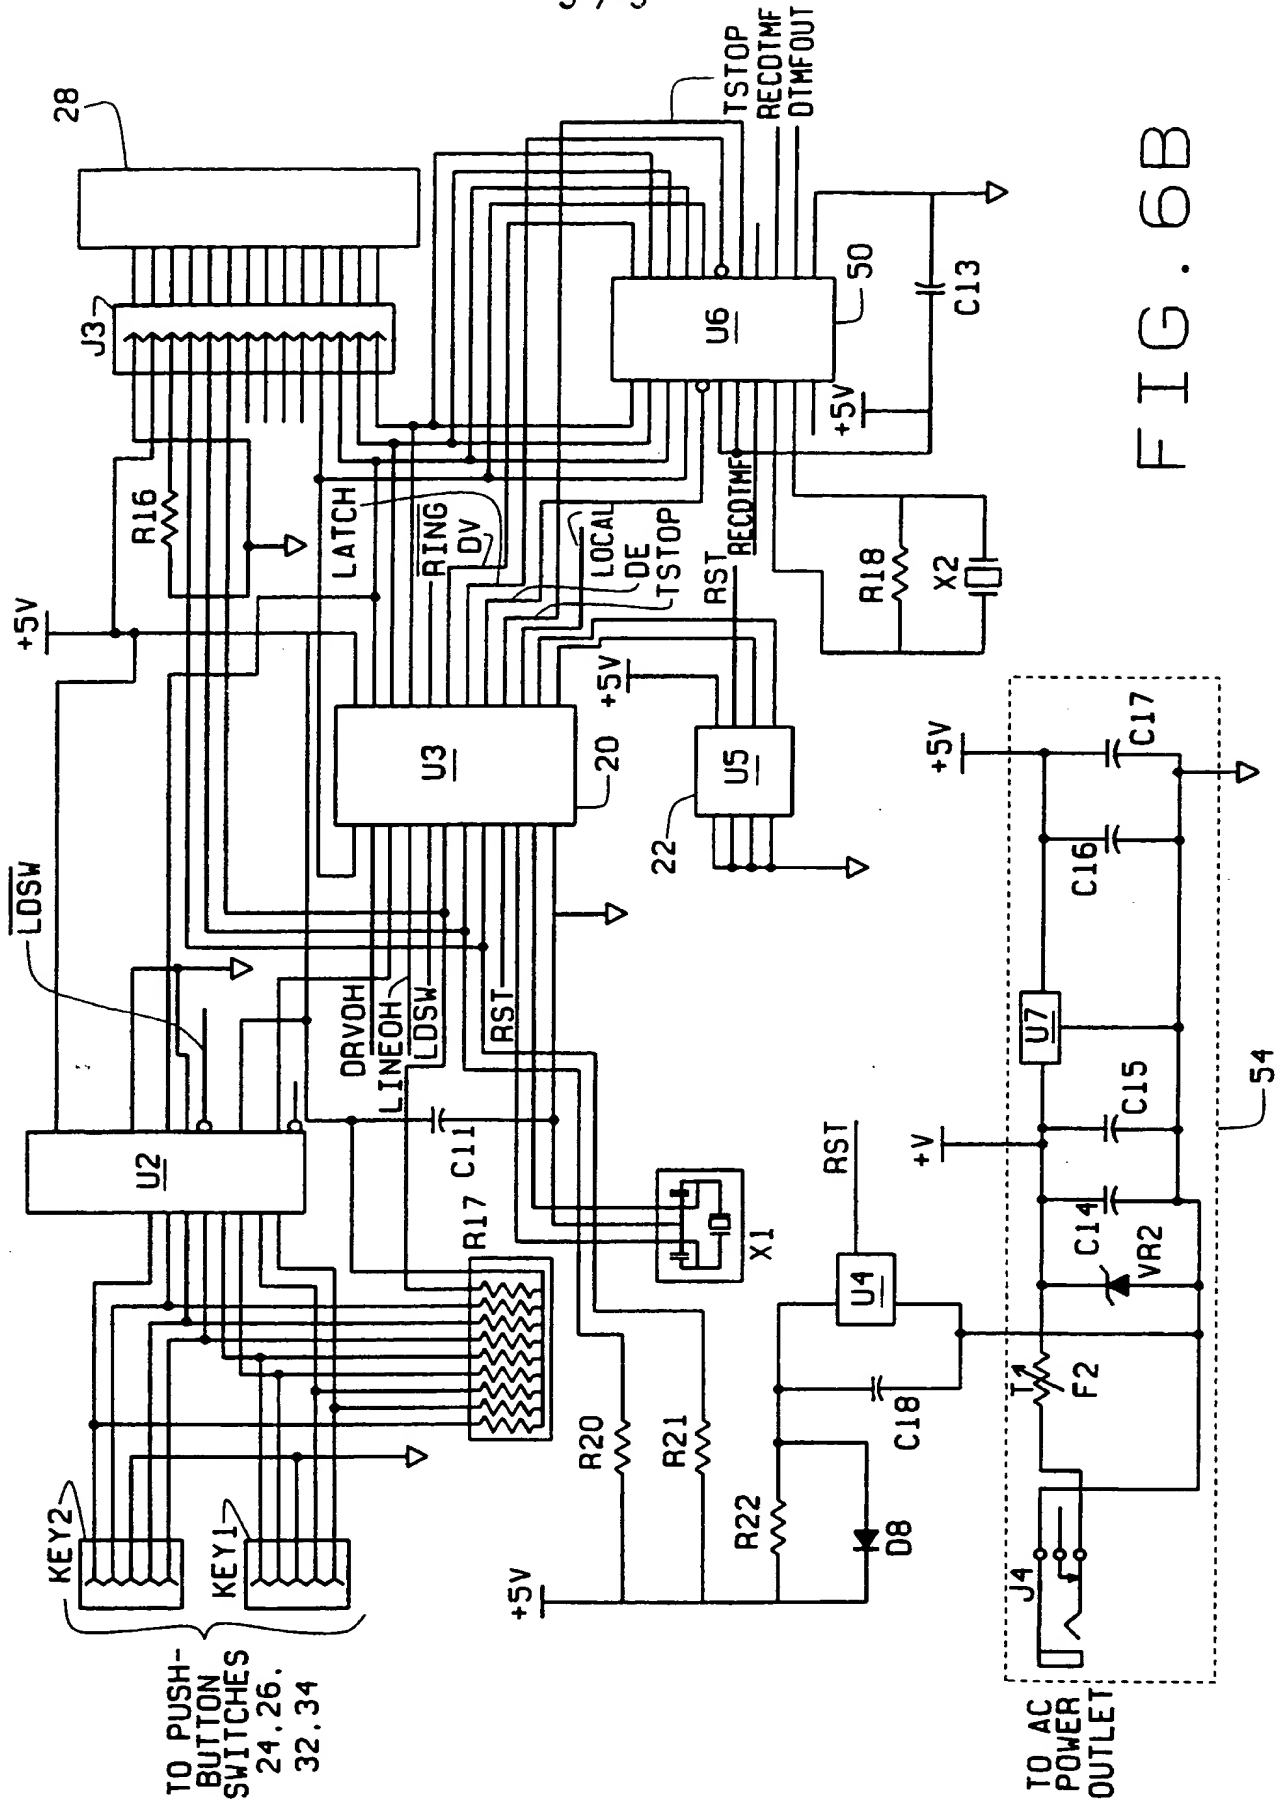 28
J3
+5V
R16
LDSW
U2
KEY2
KEY1
TO PUSH-
BUTTON
SWITCHES
24.26.
32.34
R17
C11
DRVOH
LINEOH
LDSW
RST
U3
20
LATCH
RING
DV
LOCAL
DE
TSTOP
TSTOP
RECDTMF
DTMFOUT
U6
50
+5V
C13
RECDTMF
RST
+5V
U5
22
R18
X2
X1
R20
R21
+5V
R22
D8
C18
U4
RST
TO AC
POWER
OUTLET
J4
T
F2
VR2
C14
+V
C15
U7
C16
C17
+5V
54
FIG. 6B